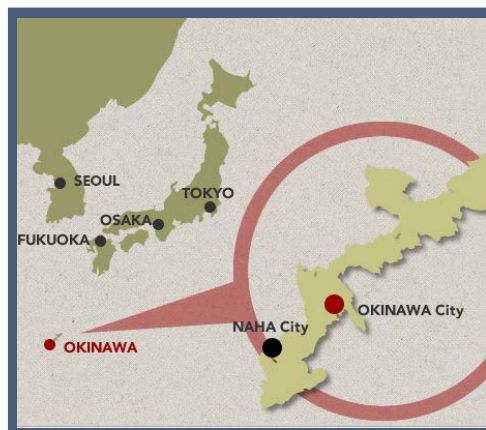 SEOUL
TOKYO
OSAKA
FUKUOKA
OKINAWA
NAHA City
OKINAWA City